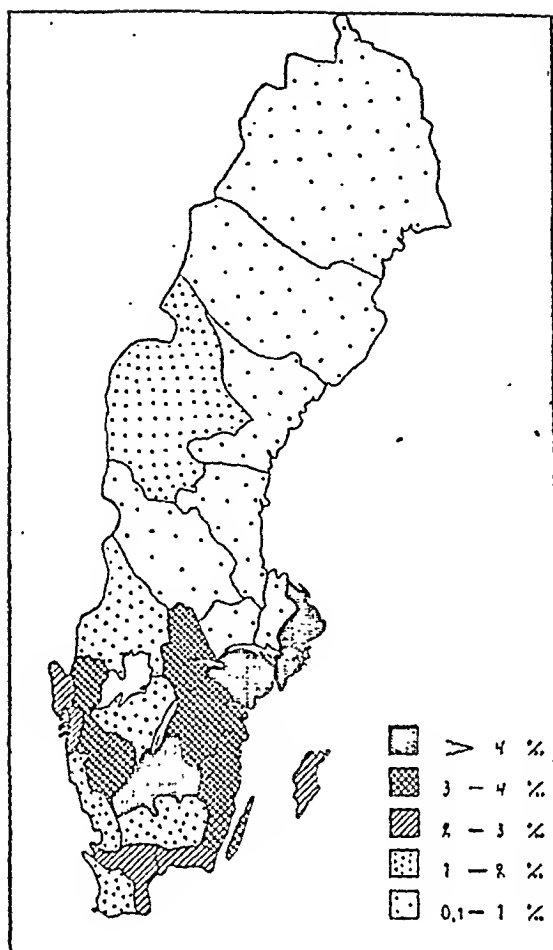 > 4 ‰
3 – 4 ‰
2 – 3 ‰
1 – 2 ‰
0,1 – 1 ‰